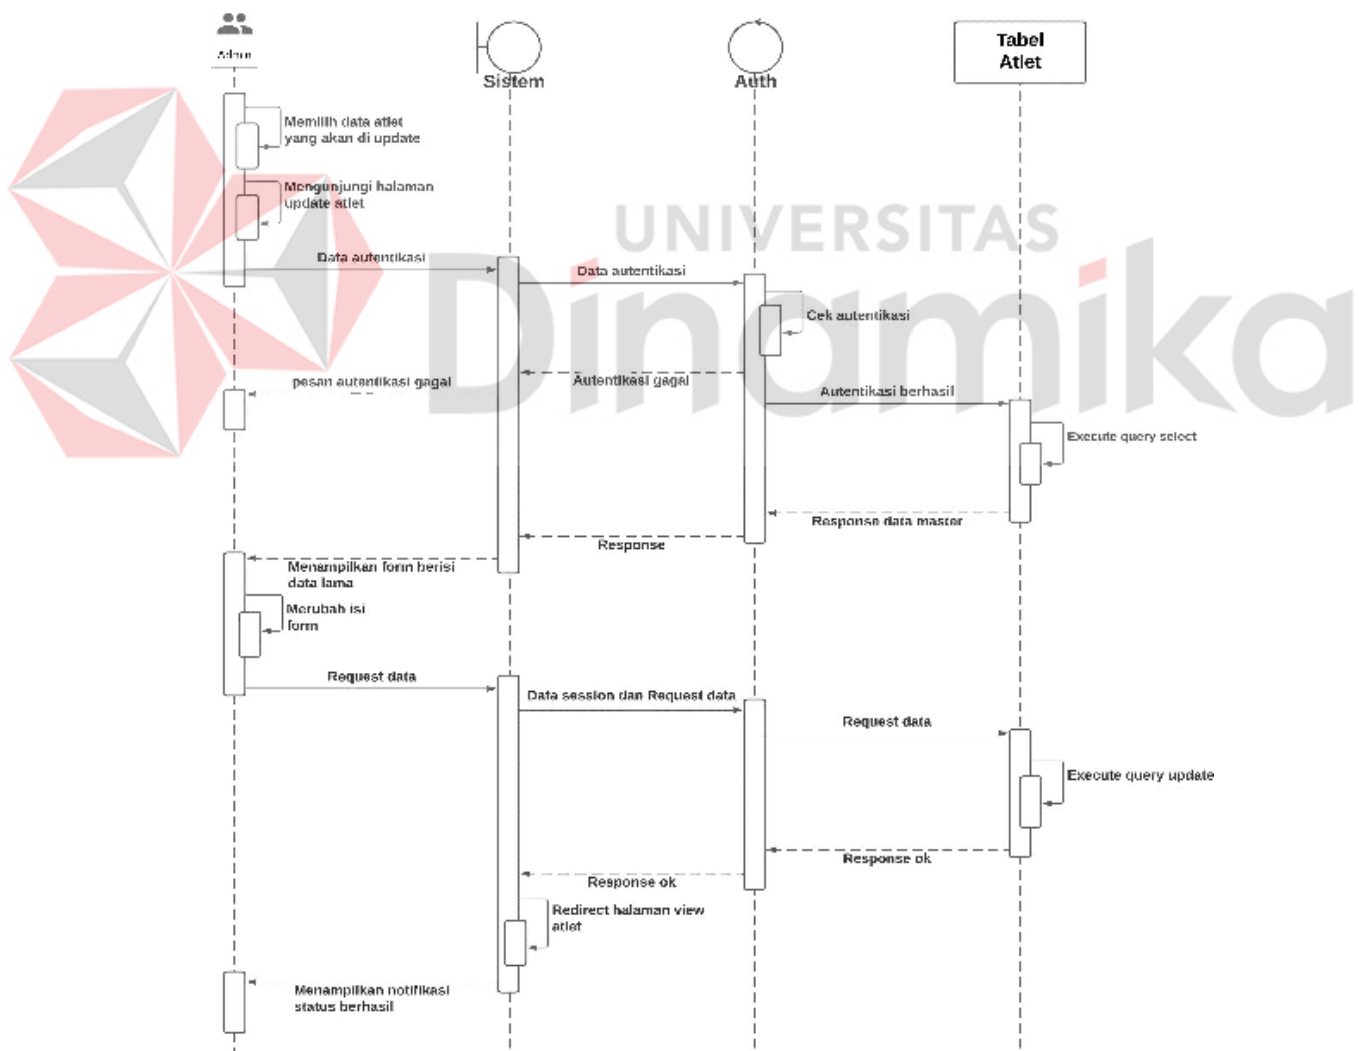 Admin
Sistem
Auth
Tabel
Atlet
Memilih data atlet
yang akan di update
Mengunjungi halaman
update atlet
UNIVERSITAS
Dinamika
Data autentikasi
Data autentikasi
Cek autentikasi
pesan autentikasi gagal
Autentikasi gagal
Autentikasi berhasil
Execute query select
Response data master
Response
Menampilkan form berisi
data lama
Merubah isi
form
Request data
Data session dan Request data
Request data
Execute query update
Response ok
Response ok
Redirect halaman view
atlet
Menampilkan notifikasi
status berhasil